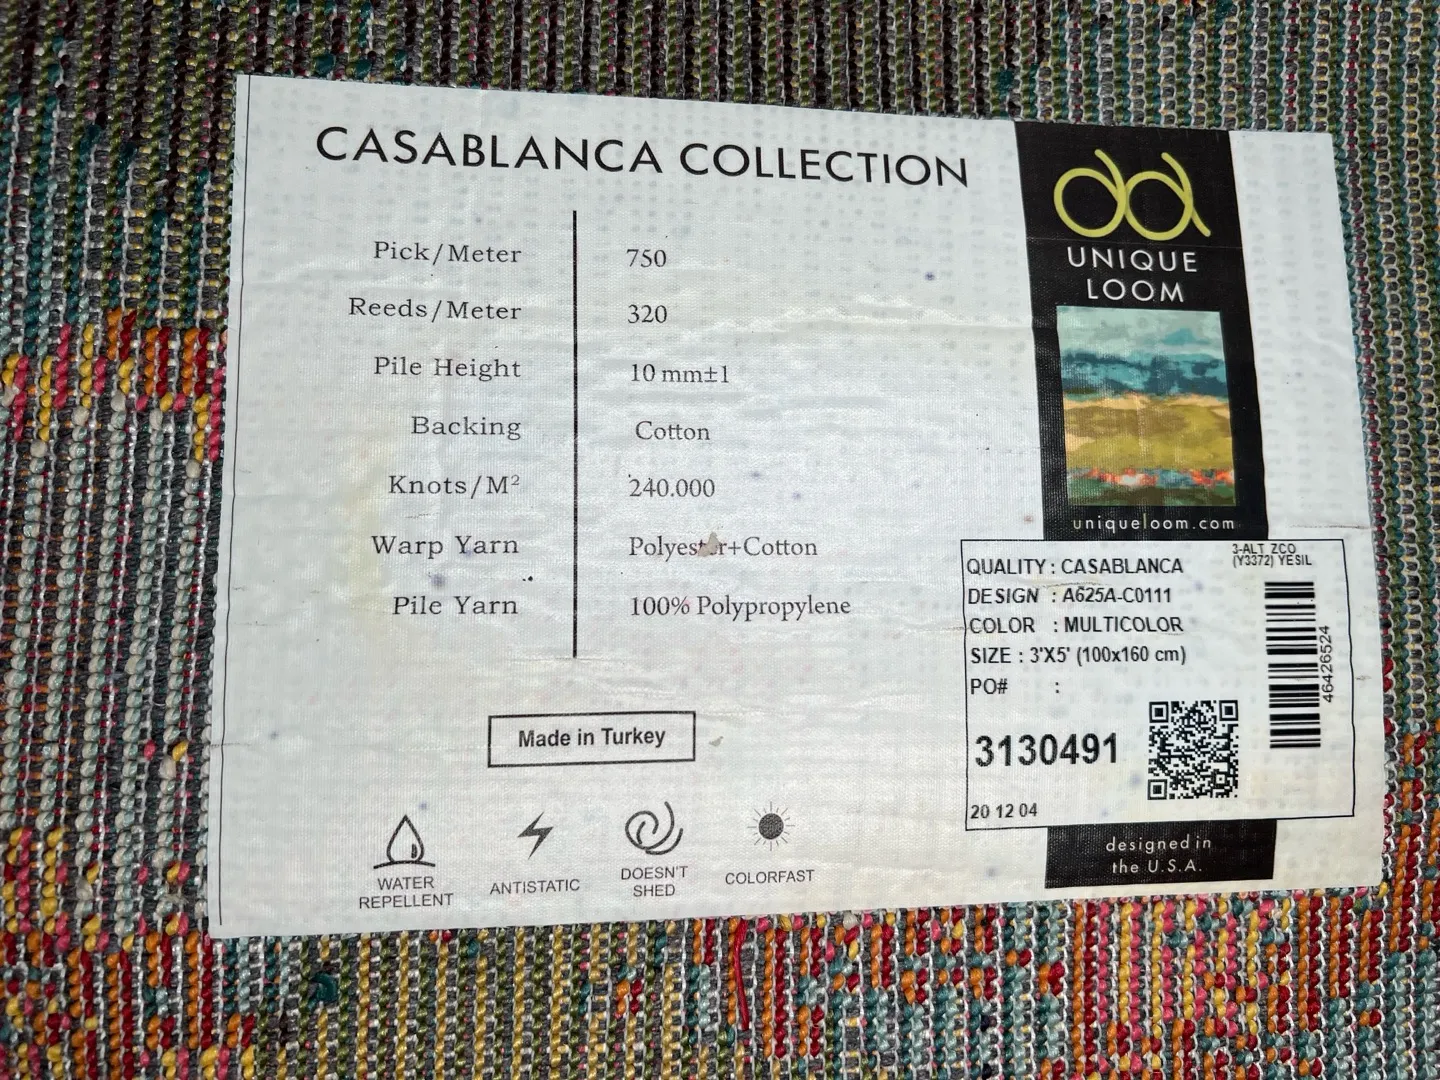 CASABLANCA COLLECTION
Pick/Meter 750
Reeds/Meter 320
Pile Height 10 mm±1
Backing Cotton
Knots/M² 240.000
Warp Yarn Polyester+Cotton
Pile Yarn 100% Polypropylene
Made in Turkey
WATER
REPELLENT
ANTISTATIC
DOESN'T
SHED
COLORFAST
UNIQUE
LOOM
uniqueloom.com
3-ALT ZCO
(Y3372) YESIL
QUALITY : CASABLANCA
DESIGN : A625A-C0111
COLOR : MULTICOLOR
SIZE : 3'X5' (100x160 cm)
PO# :
46426524
3130491
20 12 04
designed in
the U.S.A.